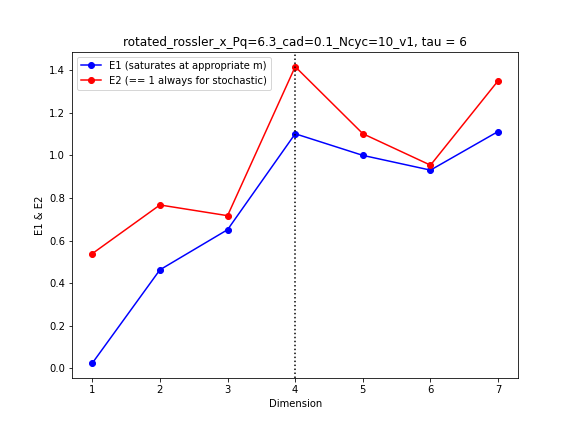 rotated_rossler_x_Pq=6.3_cad=0.1_Ncyc=10_v1, tau = 6
E1 (saturates at appropriate m)
E2 (== 1 always for stochastic)
1.4
1.2
1.0
0.8
0.6
0.4
0.2
0.0
E1 & E2
1 2 3 4 5 6 7
Dimension